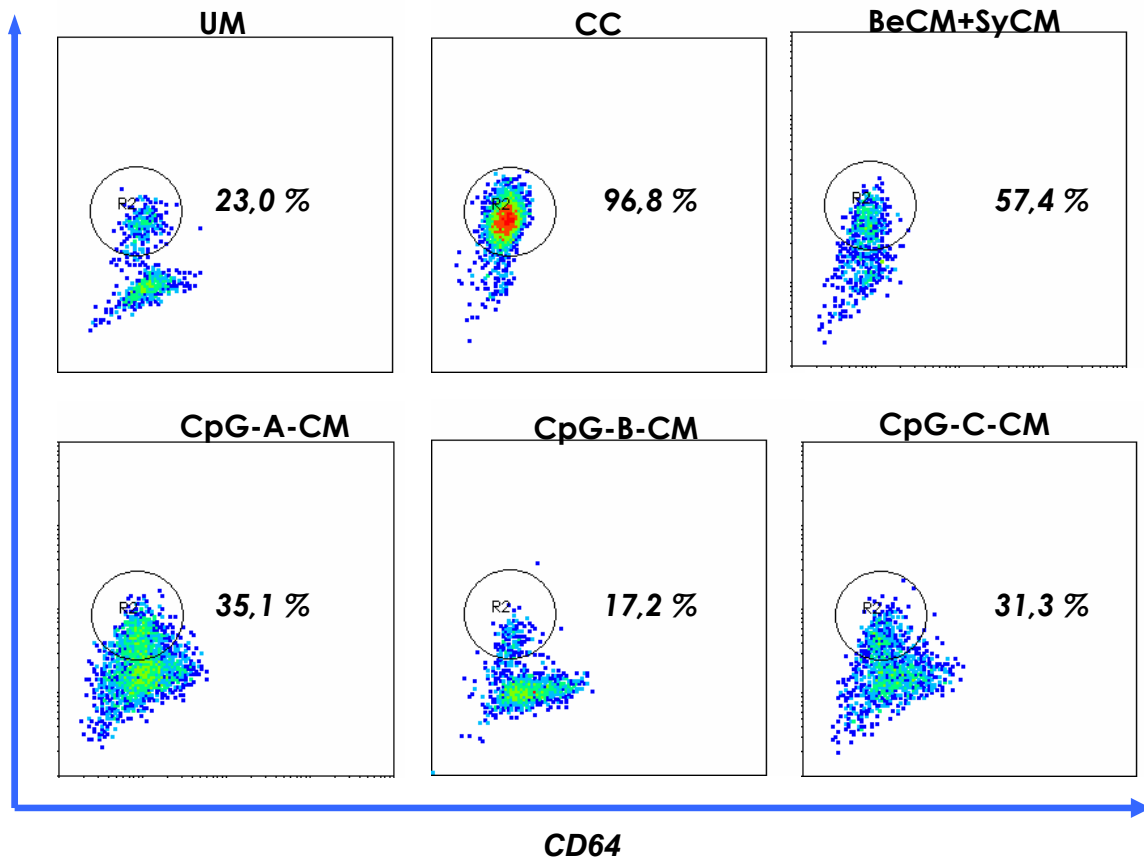 UM
CC
BeCM+SyCM
R2
23,0 %
R2
96,8 %
R2
57,4 %
CpG-A-CM
CpG-B-CM
CpG-C-CM
R2
35,1 %
R2
17,2 %
R2
31,3 %
CD64